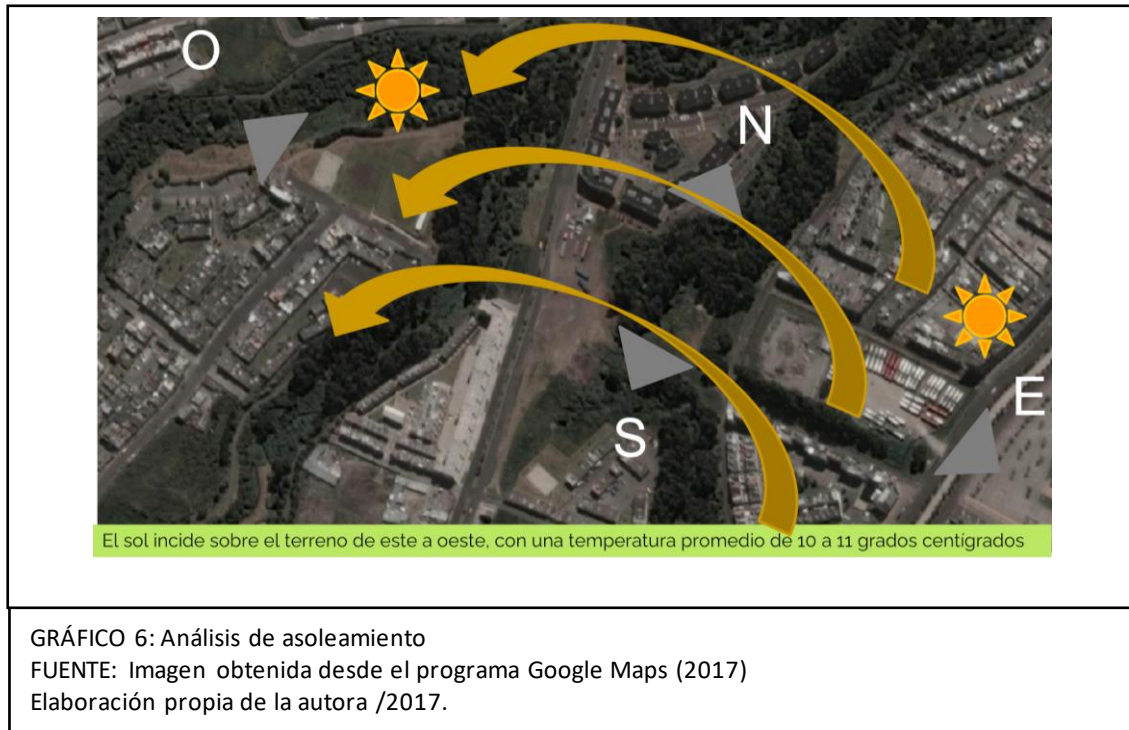 O
N
E
S
El sol incide sobre el terreno de este a oeste, con una temperatura promedio de 10 a 11 grados centígrados
GRÁFICO 6: Análisis de asoleamiento
FUENTE: Imagen obtenida desde el programa Google Maps (2017)
Elaboración propia de la autora /2017.